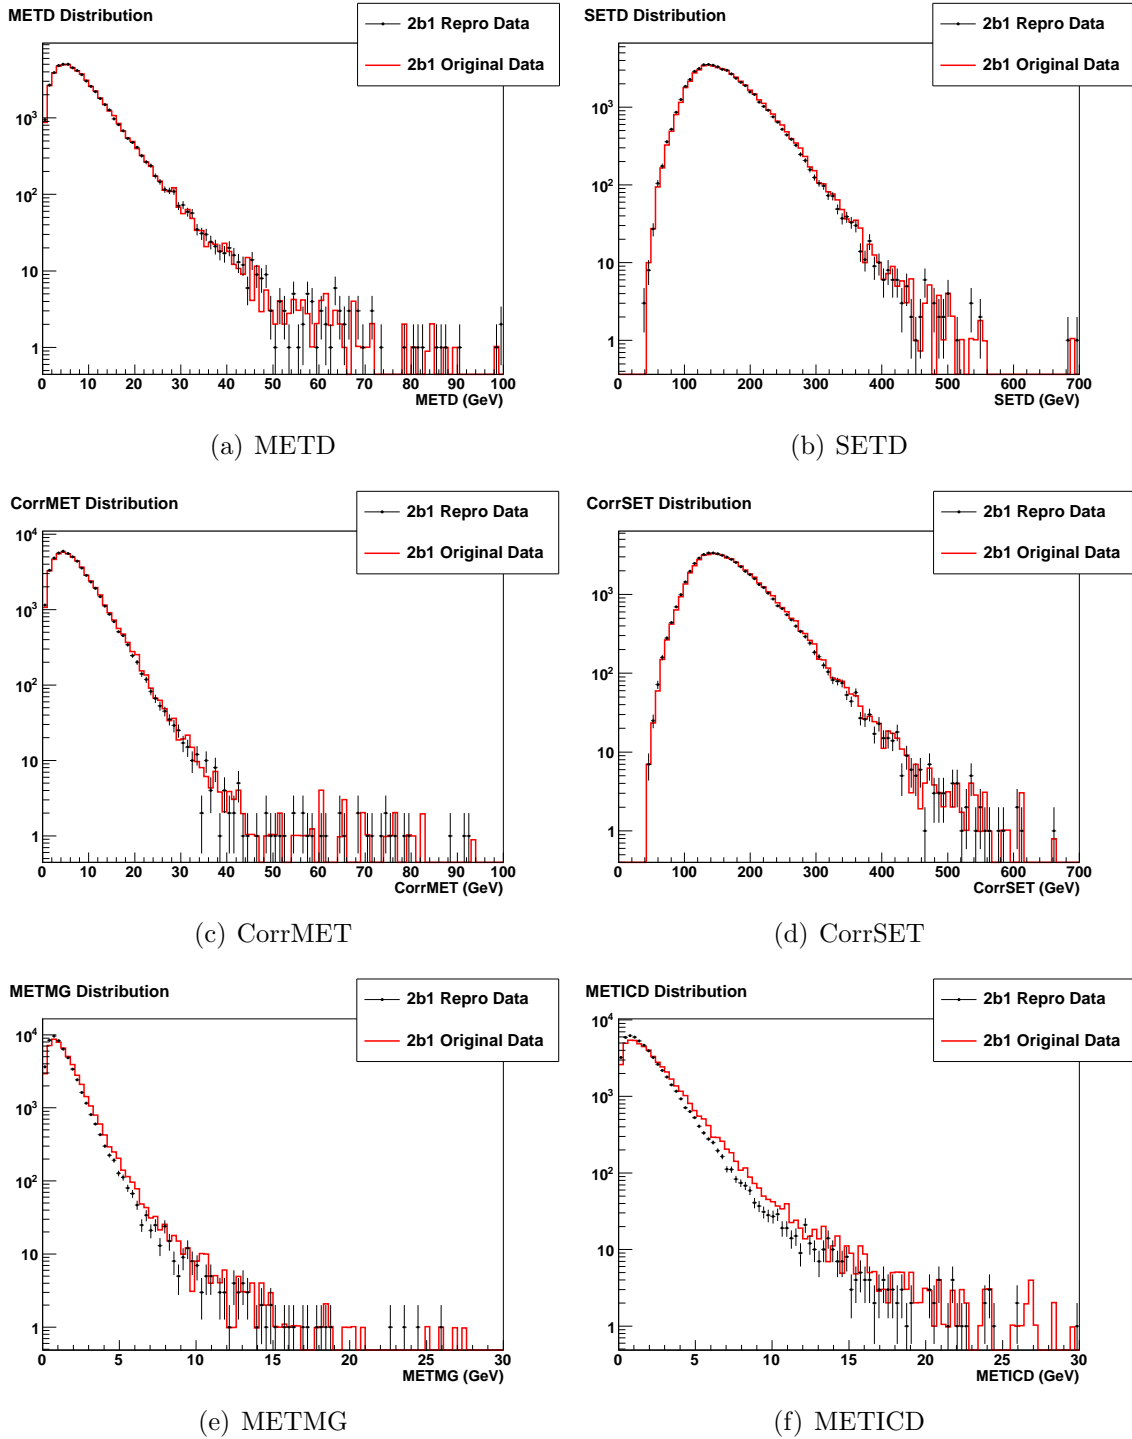 METD Distribution
2b1 Repro Data
2b1 Original Data
10³
10²
10
1
0 10 20 30 40 50 60 70 80 90 100
METD (GeV)
(a) METD
SETD Distribution
2b1 Repro Data
2b1 Original Data
10³
10²
10
1
0 100 200 300 400 500 600 700
SETD (GeV)
(b) SETD
CorrMET Distribution
2b1 Repro Data
2b1 Original Data
10⁴
10³
10²
10
1
0 10 20 30 40 50 60 70 80 90 100
CorrMET (GeV)
(c) CorrMET
CorrSET Distribution
2b1 Repro Data
2b1 Original Data
10³
10²
10
1
0 100 200 300 400 500 600 700
CorrSET (GeV)
(d) CorrSET
METMG Distribution
2b1 Repro Data
2b1 Original Data
10⁴
10³
10²
10
1
0 5 10 15 20 25 30
METMG (GeV)
(e) METMG
METICD Distribution
2b1 Repro Data
2b1 Original Data
10⁴
10³
10²
10
1
0 5 10 15 20 25 30
METICD (GeV)
(f) METICD